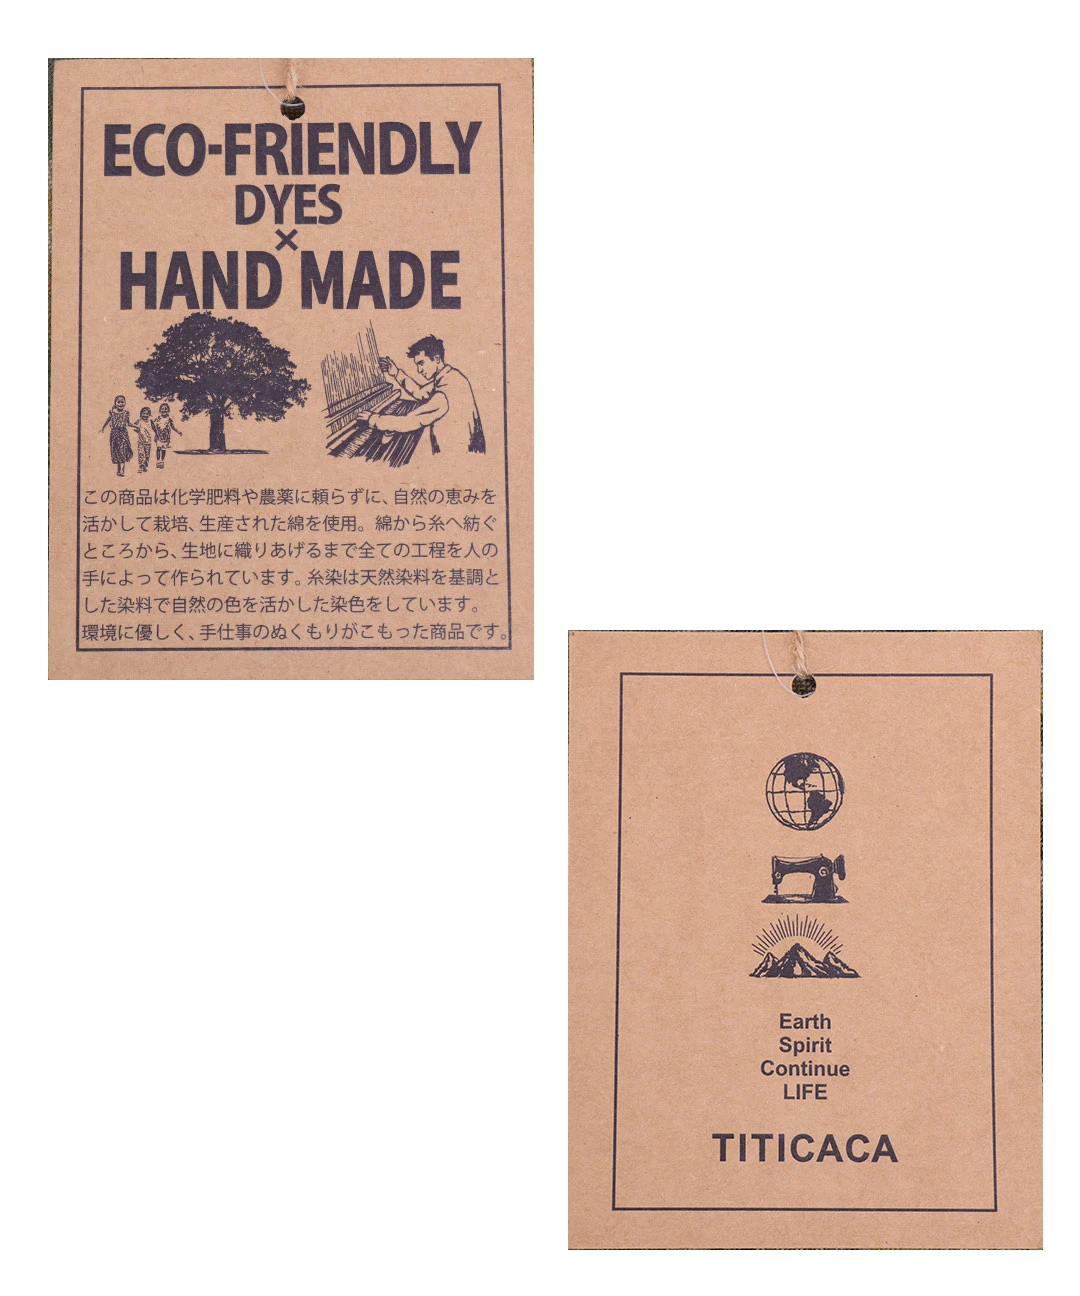 ECO-FRIENDLY
DYES
×
HAND MADE
この商品は化学肥料や農薬に頼らずに、自然の恵みを
活かして栽培、生産された綿を使用。綿から糸へ紡ぐ
ところから、生地に織りあげるまで全ての工程を人の
手によって作られています。糸染は天然染料を基調と
した染料で自然の色を活かした染色をしています。
環境に優しく、手仕事のぬくもりがこもった商品です。
Earth
Spirit
Continue
LIFE
TITICACA